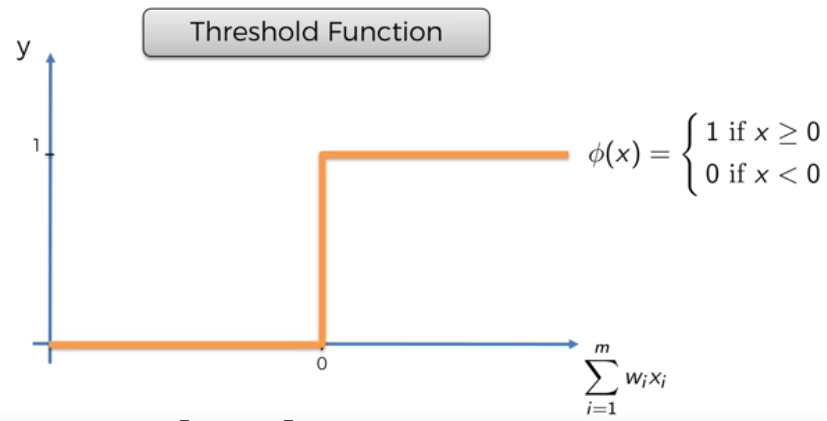 Threshold Function
y
1
ϕ(x) = { 1 if x ≥ 0
0 if x < 0
0
m
∑ wᵢxᵢ
i=1